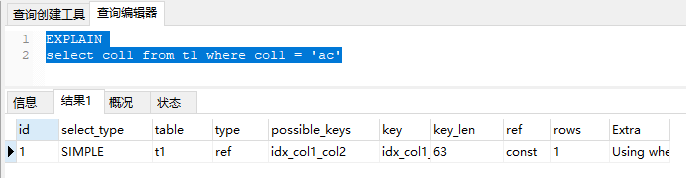 查询创建工具 查询编辑器
1 EXPLAIN
2 select col1 from t1 where col1 = 'ac'
信息 结果1 概况 状态
id select_type table type possible_keys key key_len ref rows Extra
1 SIMPLE t1 ref idx_col1_col2 idx_col1_ 63 const 1 Using whe